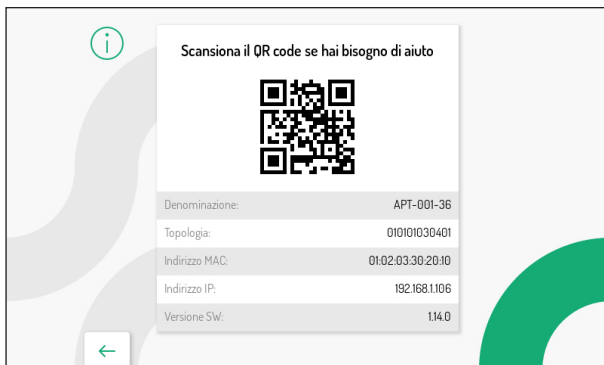 Scansiona il QR code se hai bisogno di aiuto
Denominazione: APT-001-36
Topologia: 010101030401
Indirizzo MAC: 01:02:03:30:20:10
Indirizzo IP: 192.168.1.106
Versione SW: 1.14.0